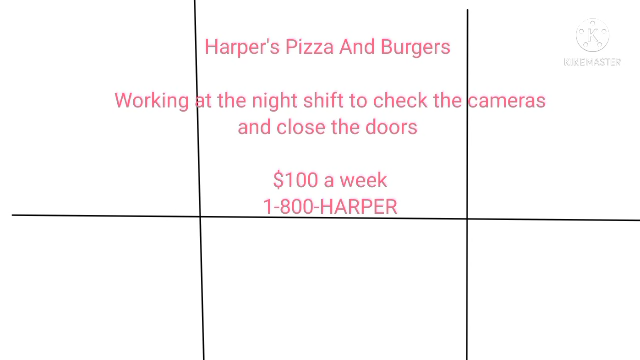 Harper's Pizza And Burgers
Working at the night shift to check the cameras
and close the doors
$100 a week
1-800-HARPER
KINEMASTER